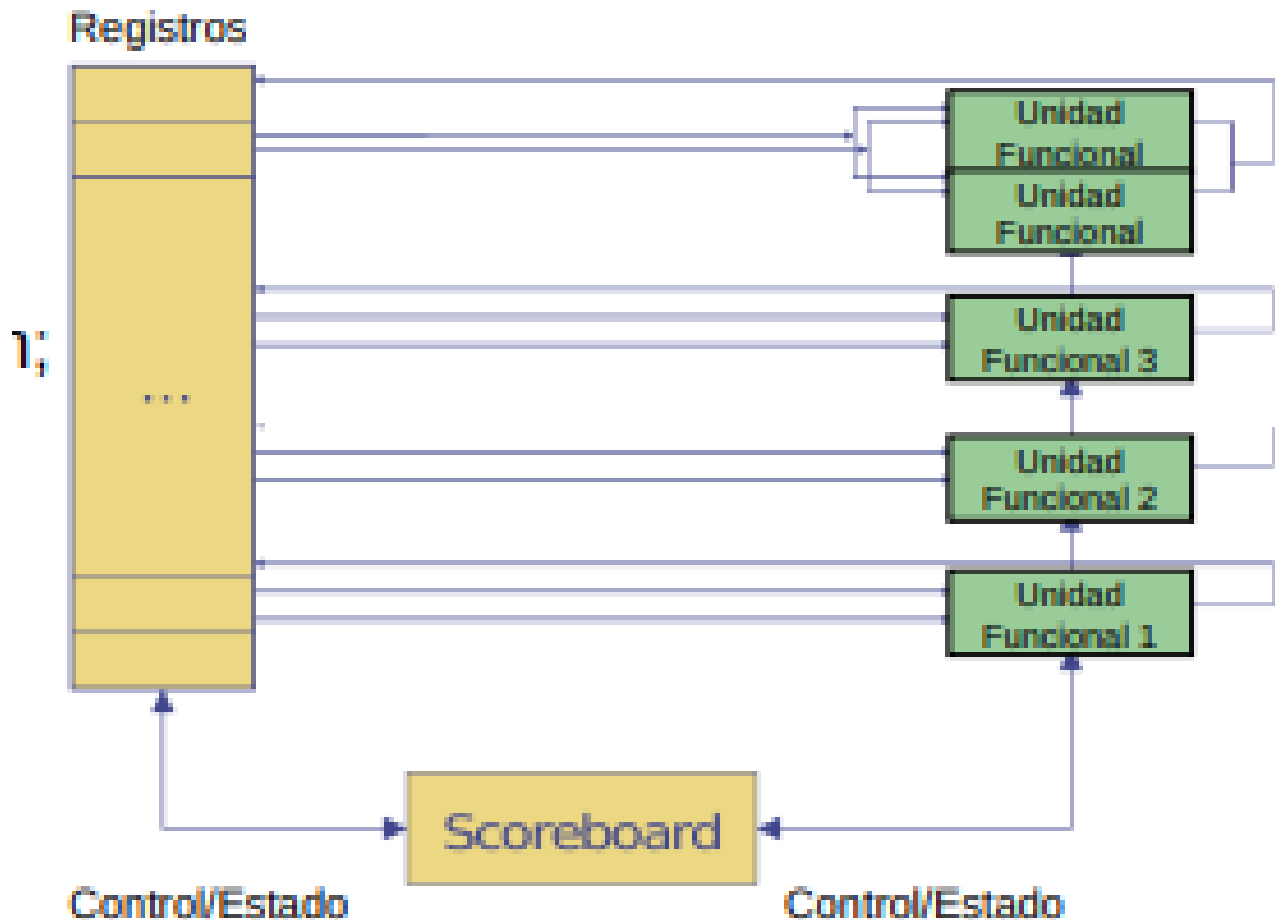 Registros
Unidad
Funcional
Unidad
Funcional
Unidad
Funcional 3
1;
...
Unidad
Funcional 2
Unidad
Funcional 1
Scoreboard
Control/Estado
Control/Estado